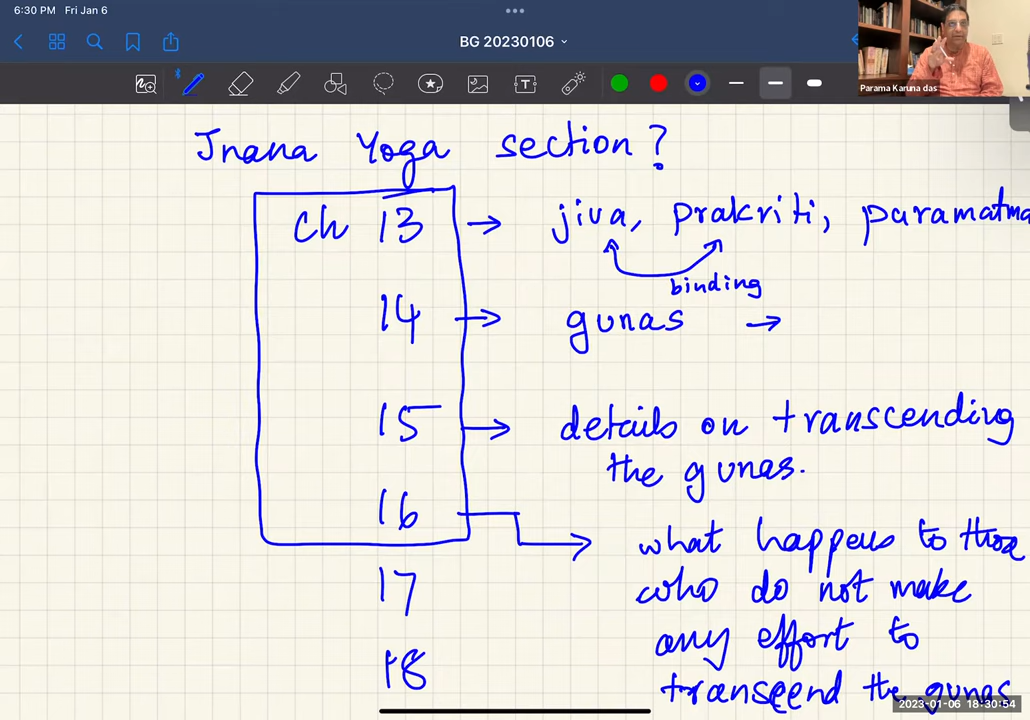 6:30 PM Fri Jan 6
BG 20230106
Parama Karuna das
Jnana Yoga section?
Ch 13 → jiva, prakriti, paramatma
binding
14 → gunas →
15 → details on transcending
the gunas.
16 → what happens to those
17 who do not make
any effort to
18 transcend the gunas
2023-01-06 18:30:54